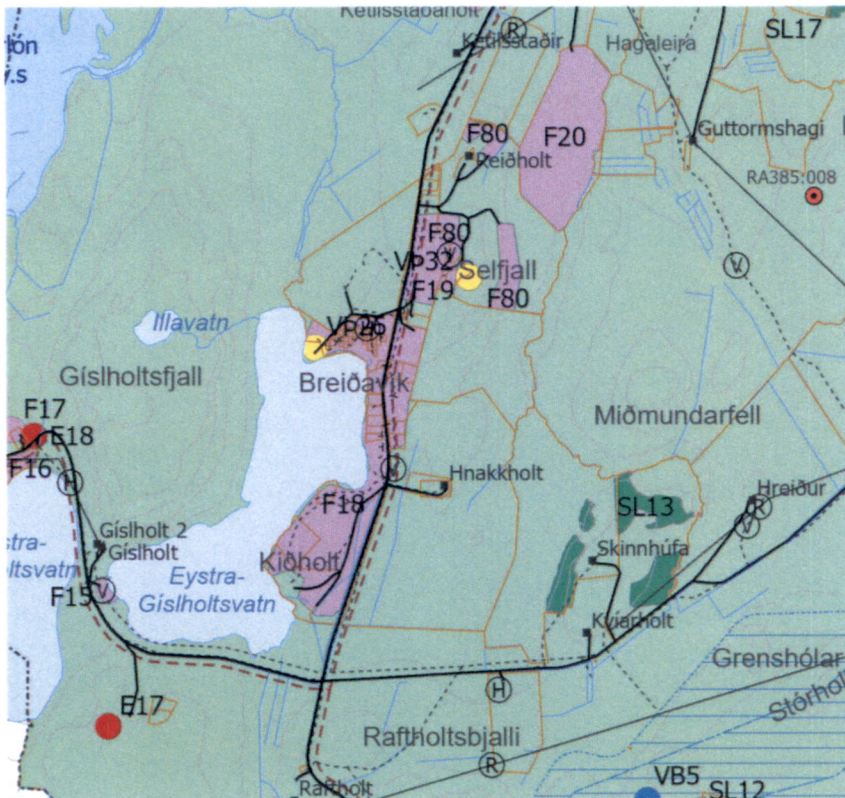 Ketilsstaðaholt
R
SL17
Ketilsstaðir
Hagaleira
F80
F20
Guttormshagi
Reiðholt
RA385:008
F80
V
VÞ32
Selfjall
V
F19
F80
Illavatn
Gíslholtsfjall
Breiðavík
F17
E18
Miðmundarfell
F16
H
Hnakkholt
F18
SL13
Hreiður
R
V
Gíslholt 2
Gíslholt
Kiðholt
Skinnhúfa
Eystra-
Gíslholtsvatn
F15
V
Kvíarholt
Grenshólar
H
E17
Raftholtsbjalli
R
Raftholt
VB5
SL12